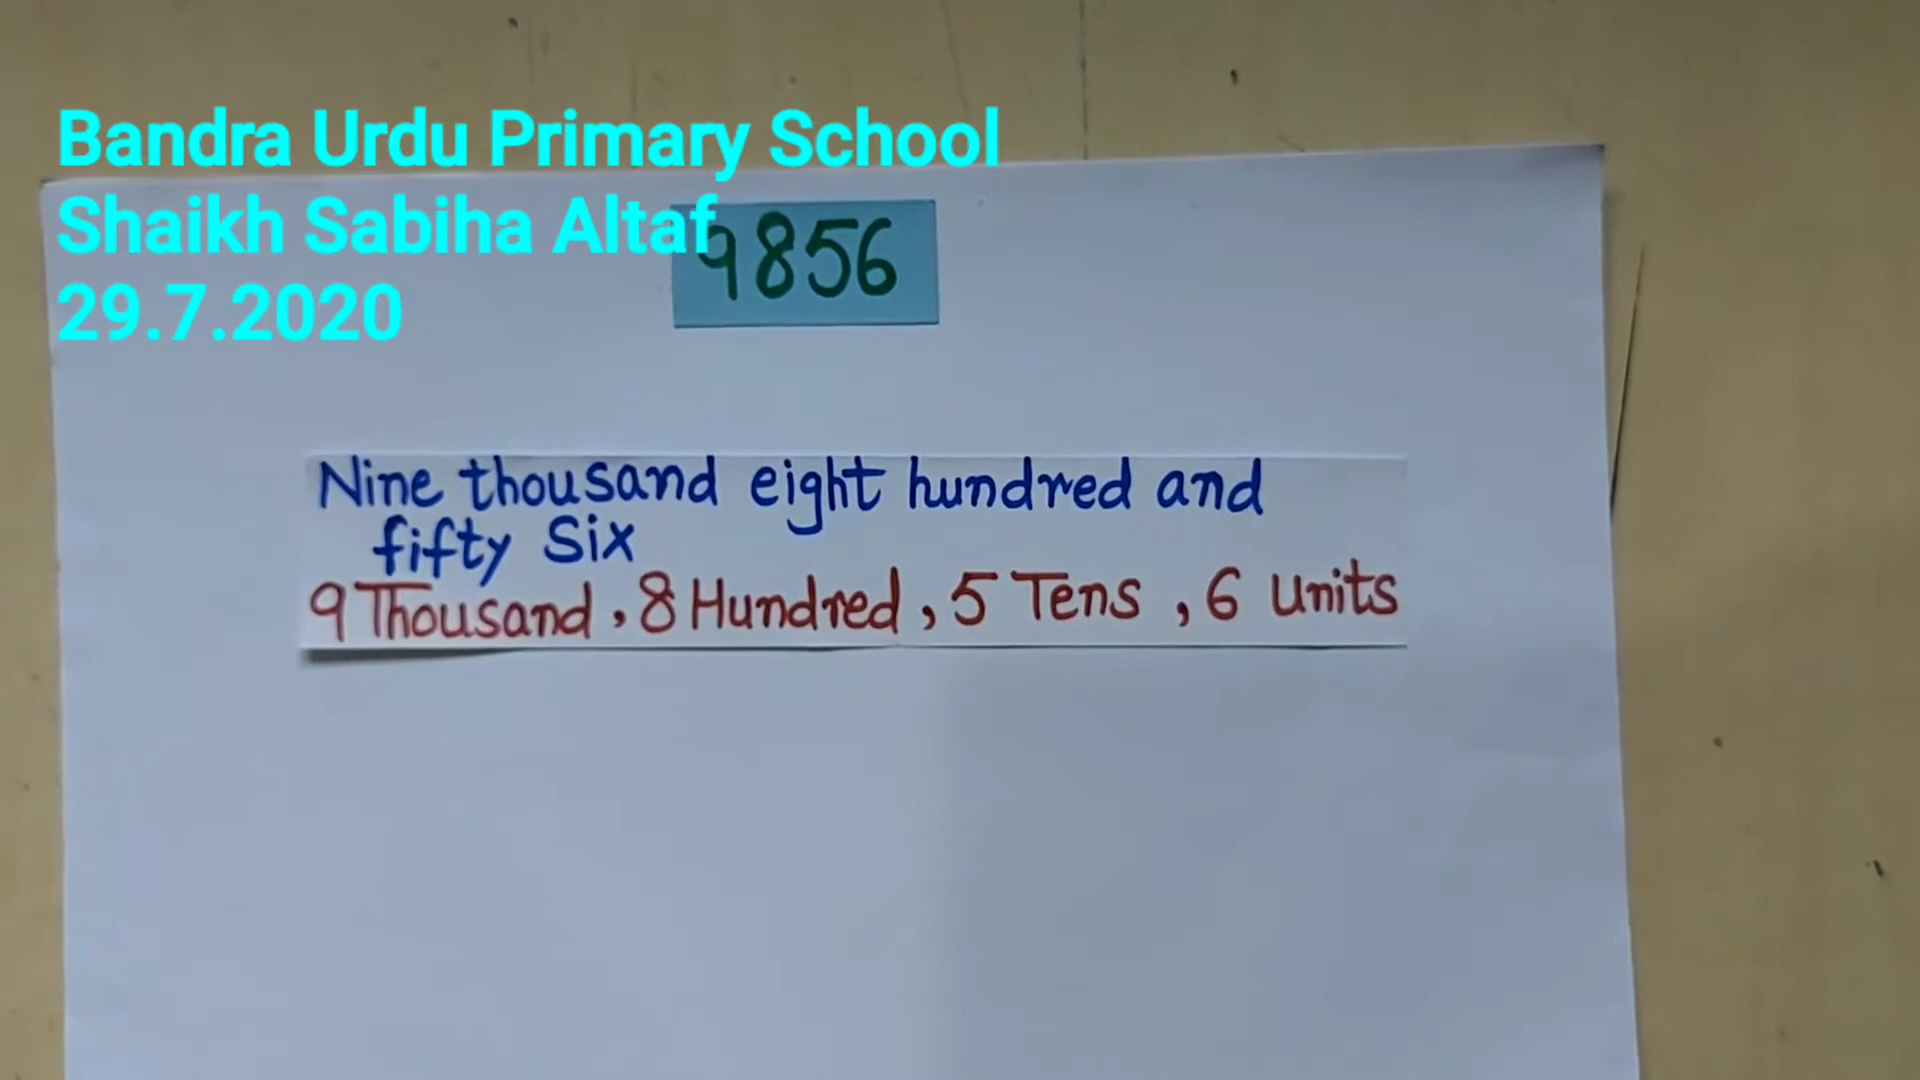 Bandra Urdu Primary School
Shaikh Sabiha Altaf
29.7.2020
9856
Nine thousand eight hundred and
fifty Six
9 Thousand, 8 Hundred, 5 Tens, 6 Units